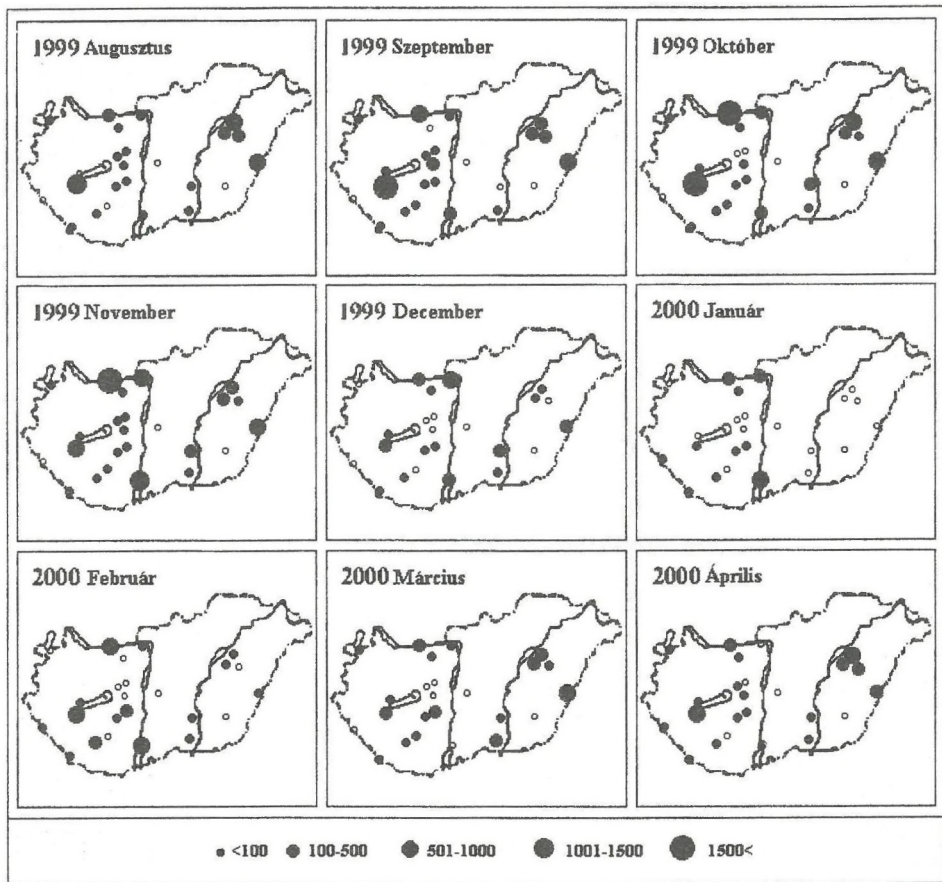 1999 Augusztus
1999 Szeptember
1999 Október
1999 November
1999 December
2000 Január
2000 Február
2000 Március
2000 Április
<100 100-500 501-1000 1001-1500 1500<